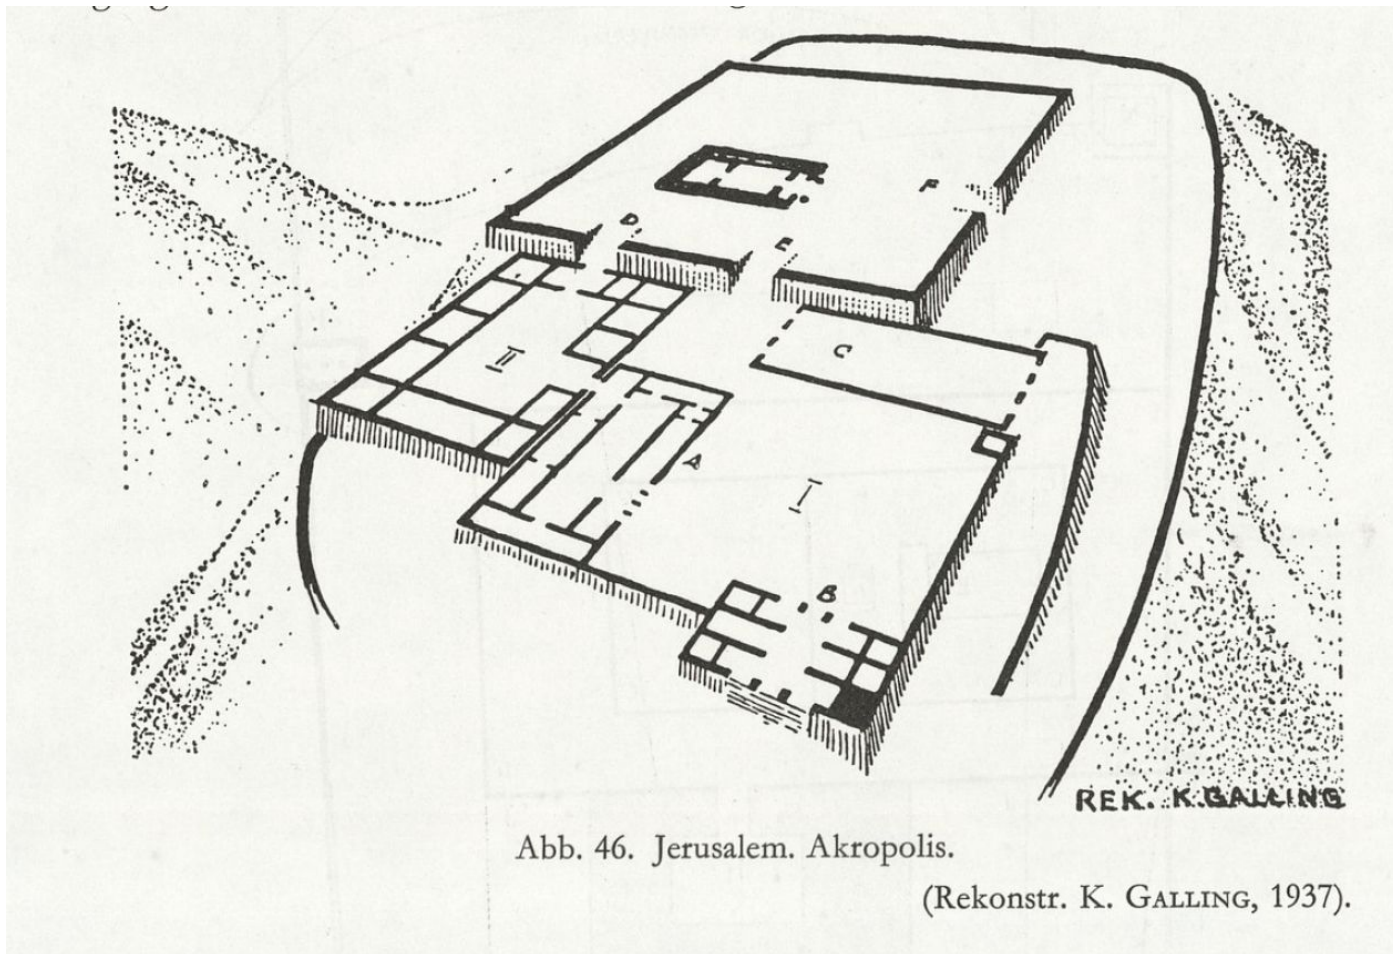 D
F
E
II
C
A
I
B
REK. K. GALLING
Abb. 46. Jerusalem. Akropolis.
(Rekonstr. K. GALLING, 1937).